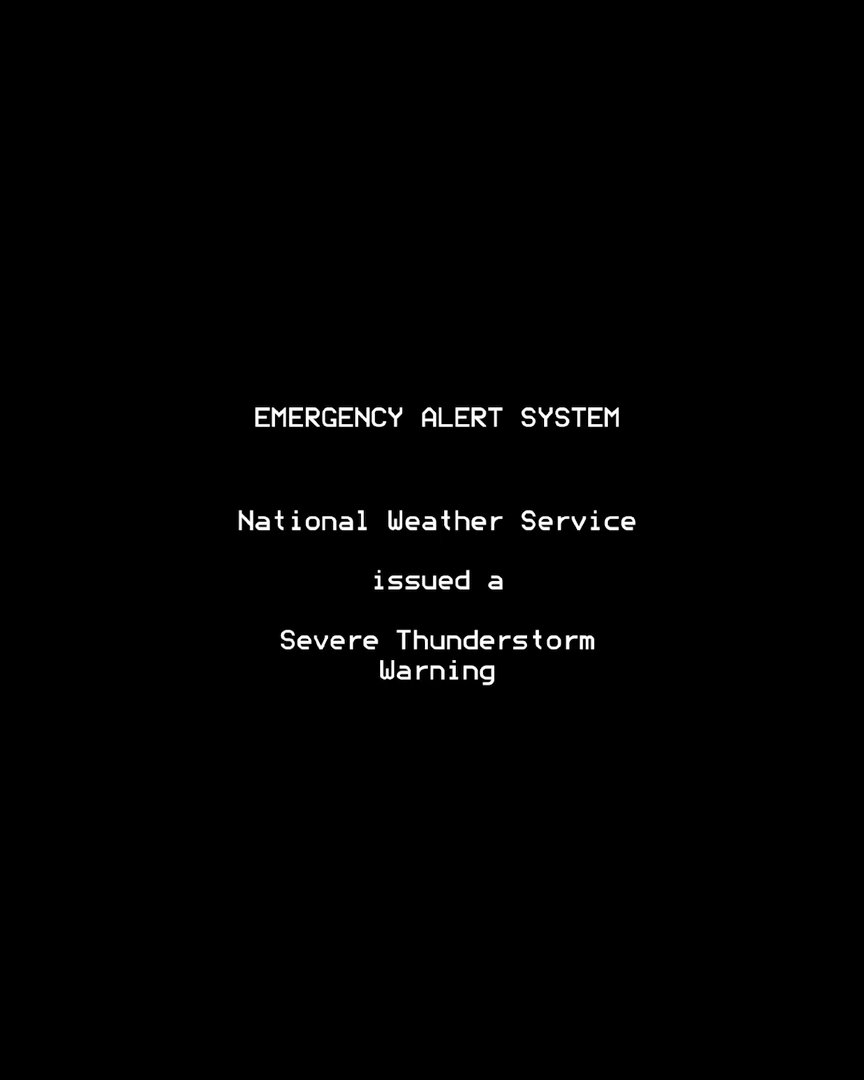 EMERGENCY ALERT SYSTEM
National Weather Service
issued a
Severe Thunderstorm
Warning